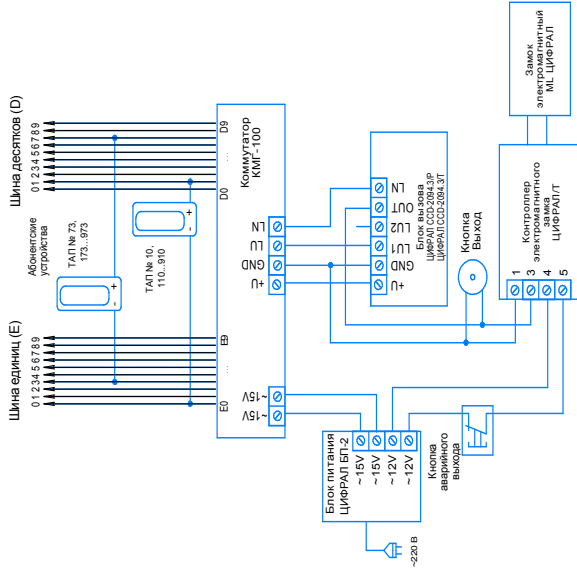 Шина единиц (E)
0 1 2 3 4 5 6 7 8 9
Абонентские
устройства
Шина десятков (D)
0 1 2 3 4 5 6 7 8 9
ТАП № 73,
173...973
- +
ТАП № 10,
110...910
- +
E0
...
E9
D0
...
D9
Коммутатор
КМГ-100
~15V
~15V
+U
GND
LU
LN
Блок питания
ЦИФРАЛ БП-2
~15V
~15V
~12V
~12V
~220 В
+U
GND
LU1
LU2
OUT
LN
Блок вызова
ЦИФРАЛ CCD-2094.3/P
ЦИФРАЛ CCD-2094.3/T
Кнопка
аварийного
выхода
Кнопка
Выход
1
3
4
5
Контроллер
электромагнитного
замка
ЦИФРАЛ/Т
Замок
электромагнитный
ML ЦИФРАЛ